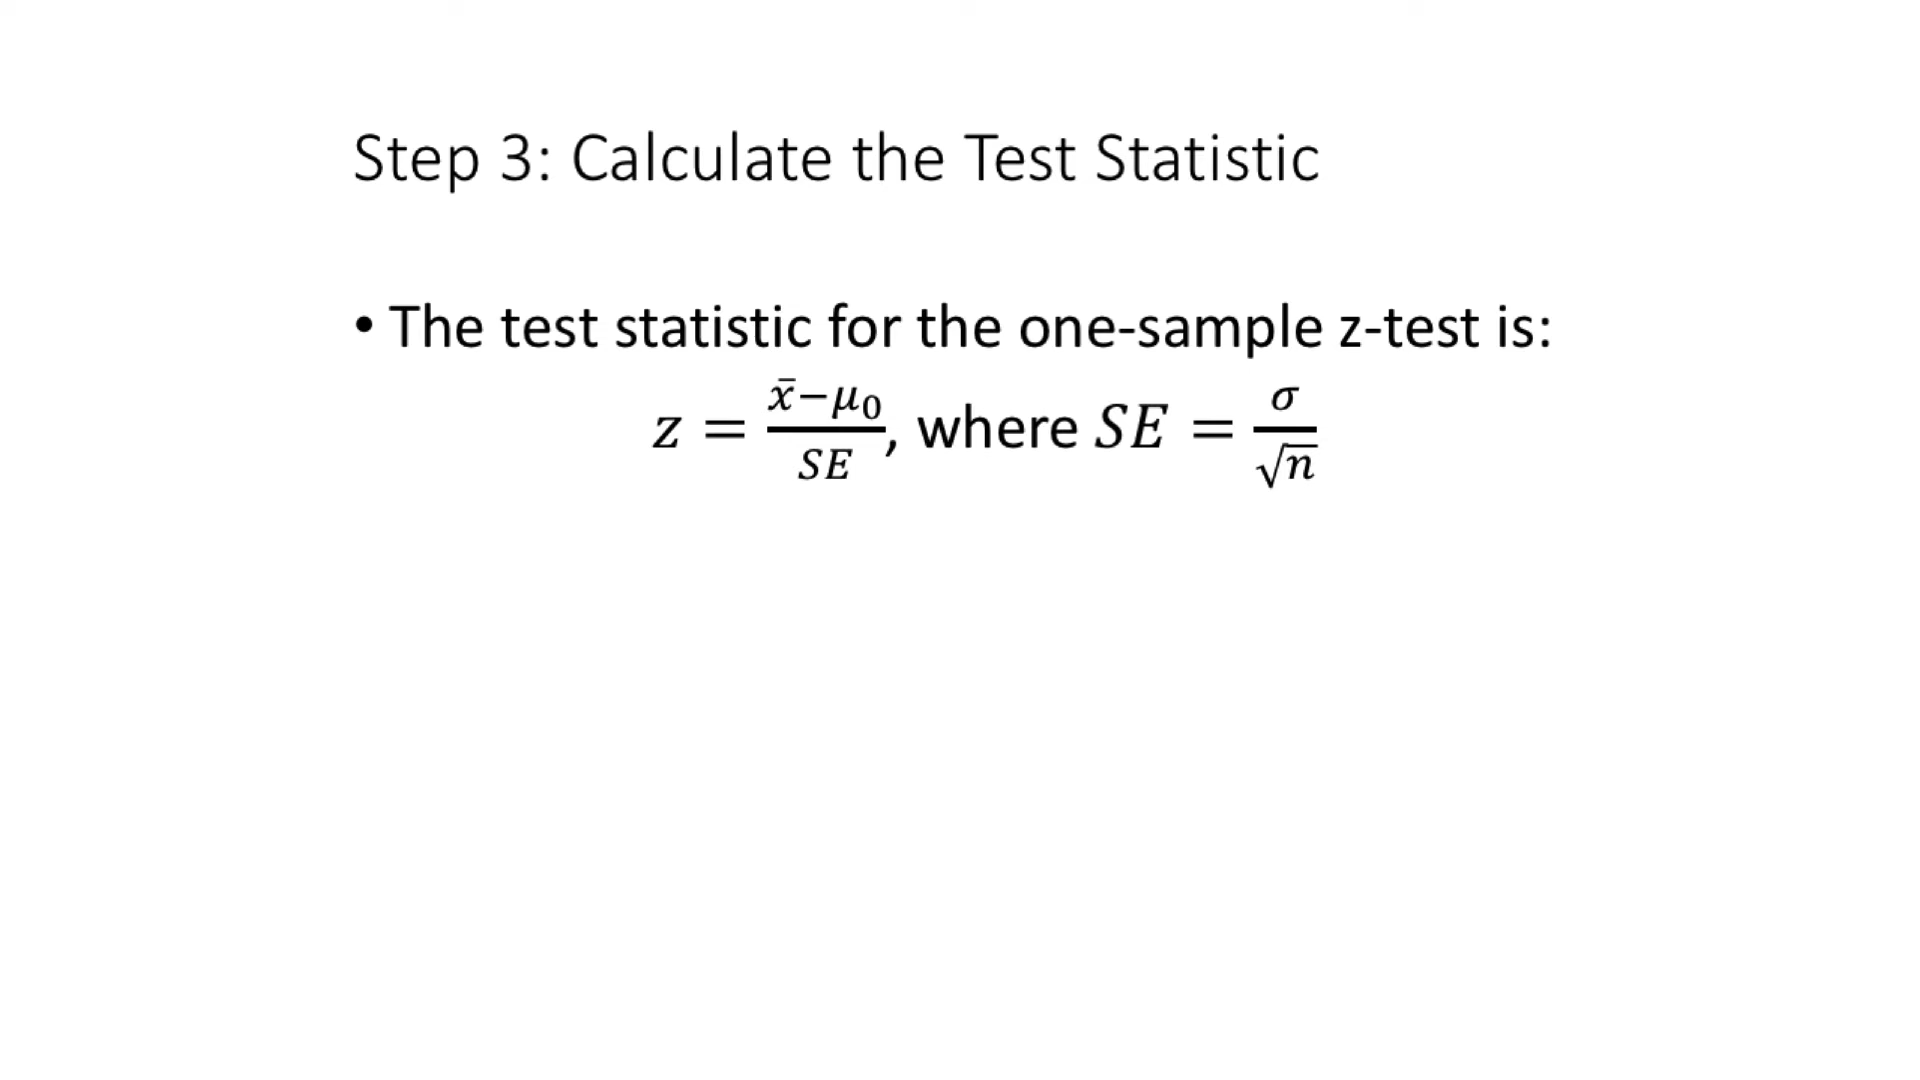 Step 3: Calculate the Test Statistic
• The test statistic for the one-sample z-test is:
z = (x̄−μ₀)/SE, where SE = σ/√n